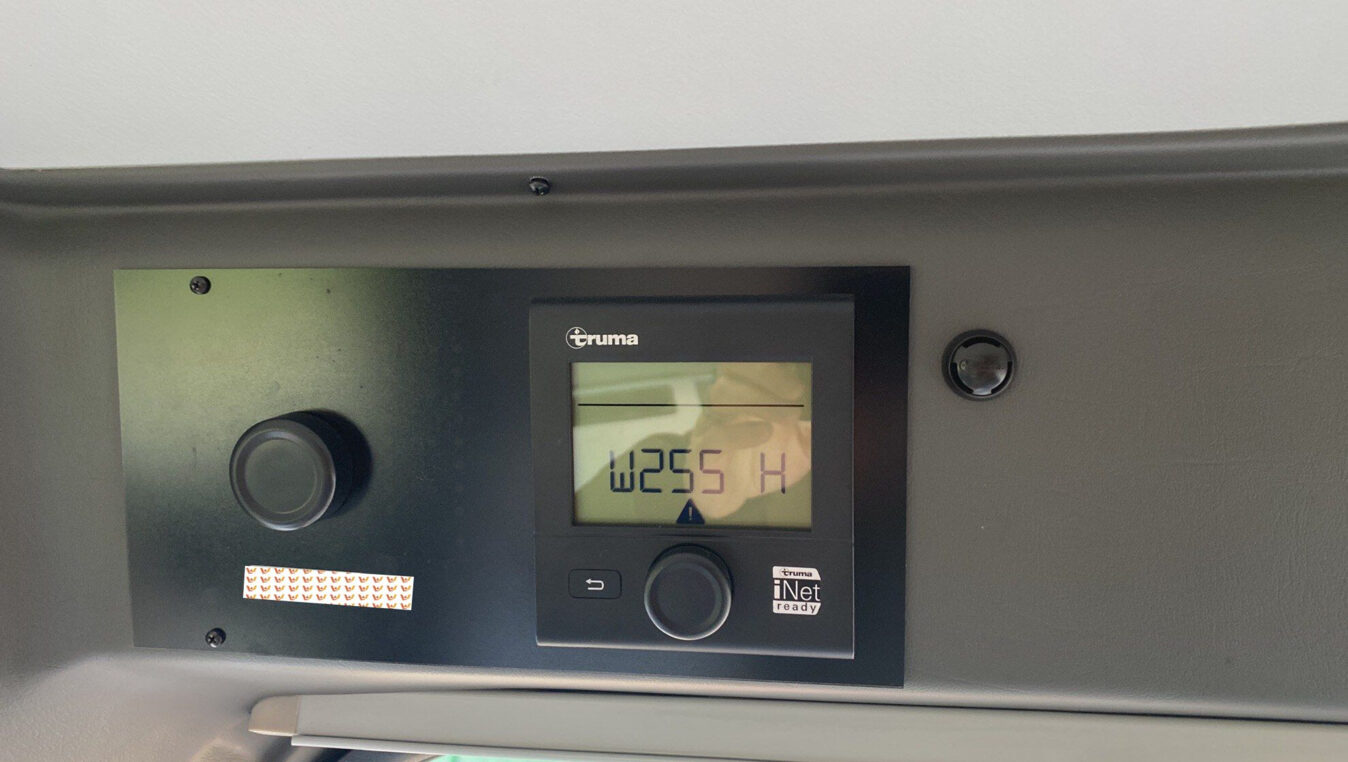 truma
W255 H
truma
iNet
ready